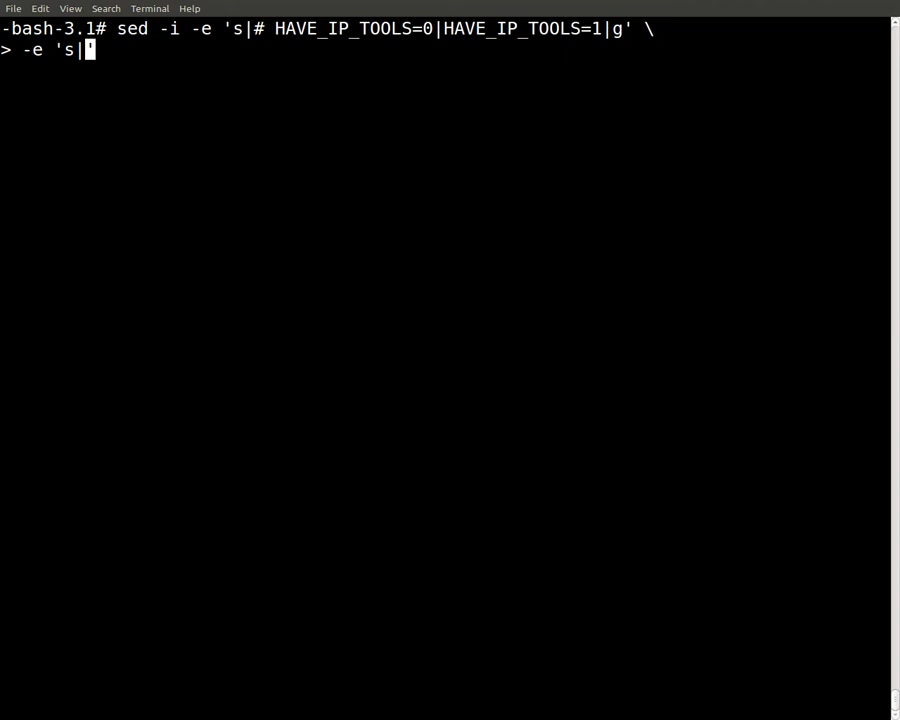 File Edit View Search Terminal Help
-bash-3.1# sed -i -e 's|# HAVE_IP_TOOLS=0|HAVE_IP_TOOLS=1|g' \
> -e 's|'